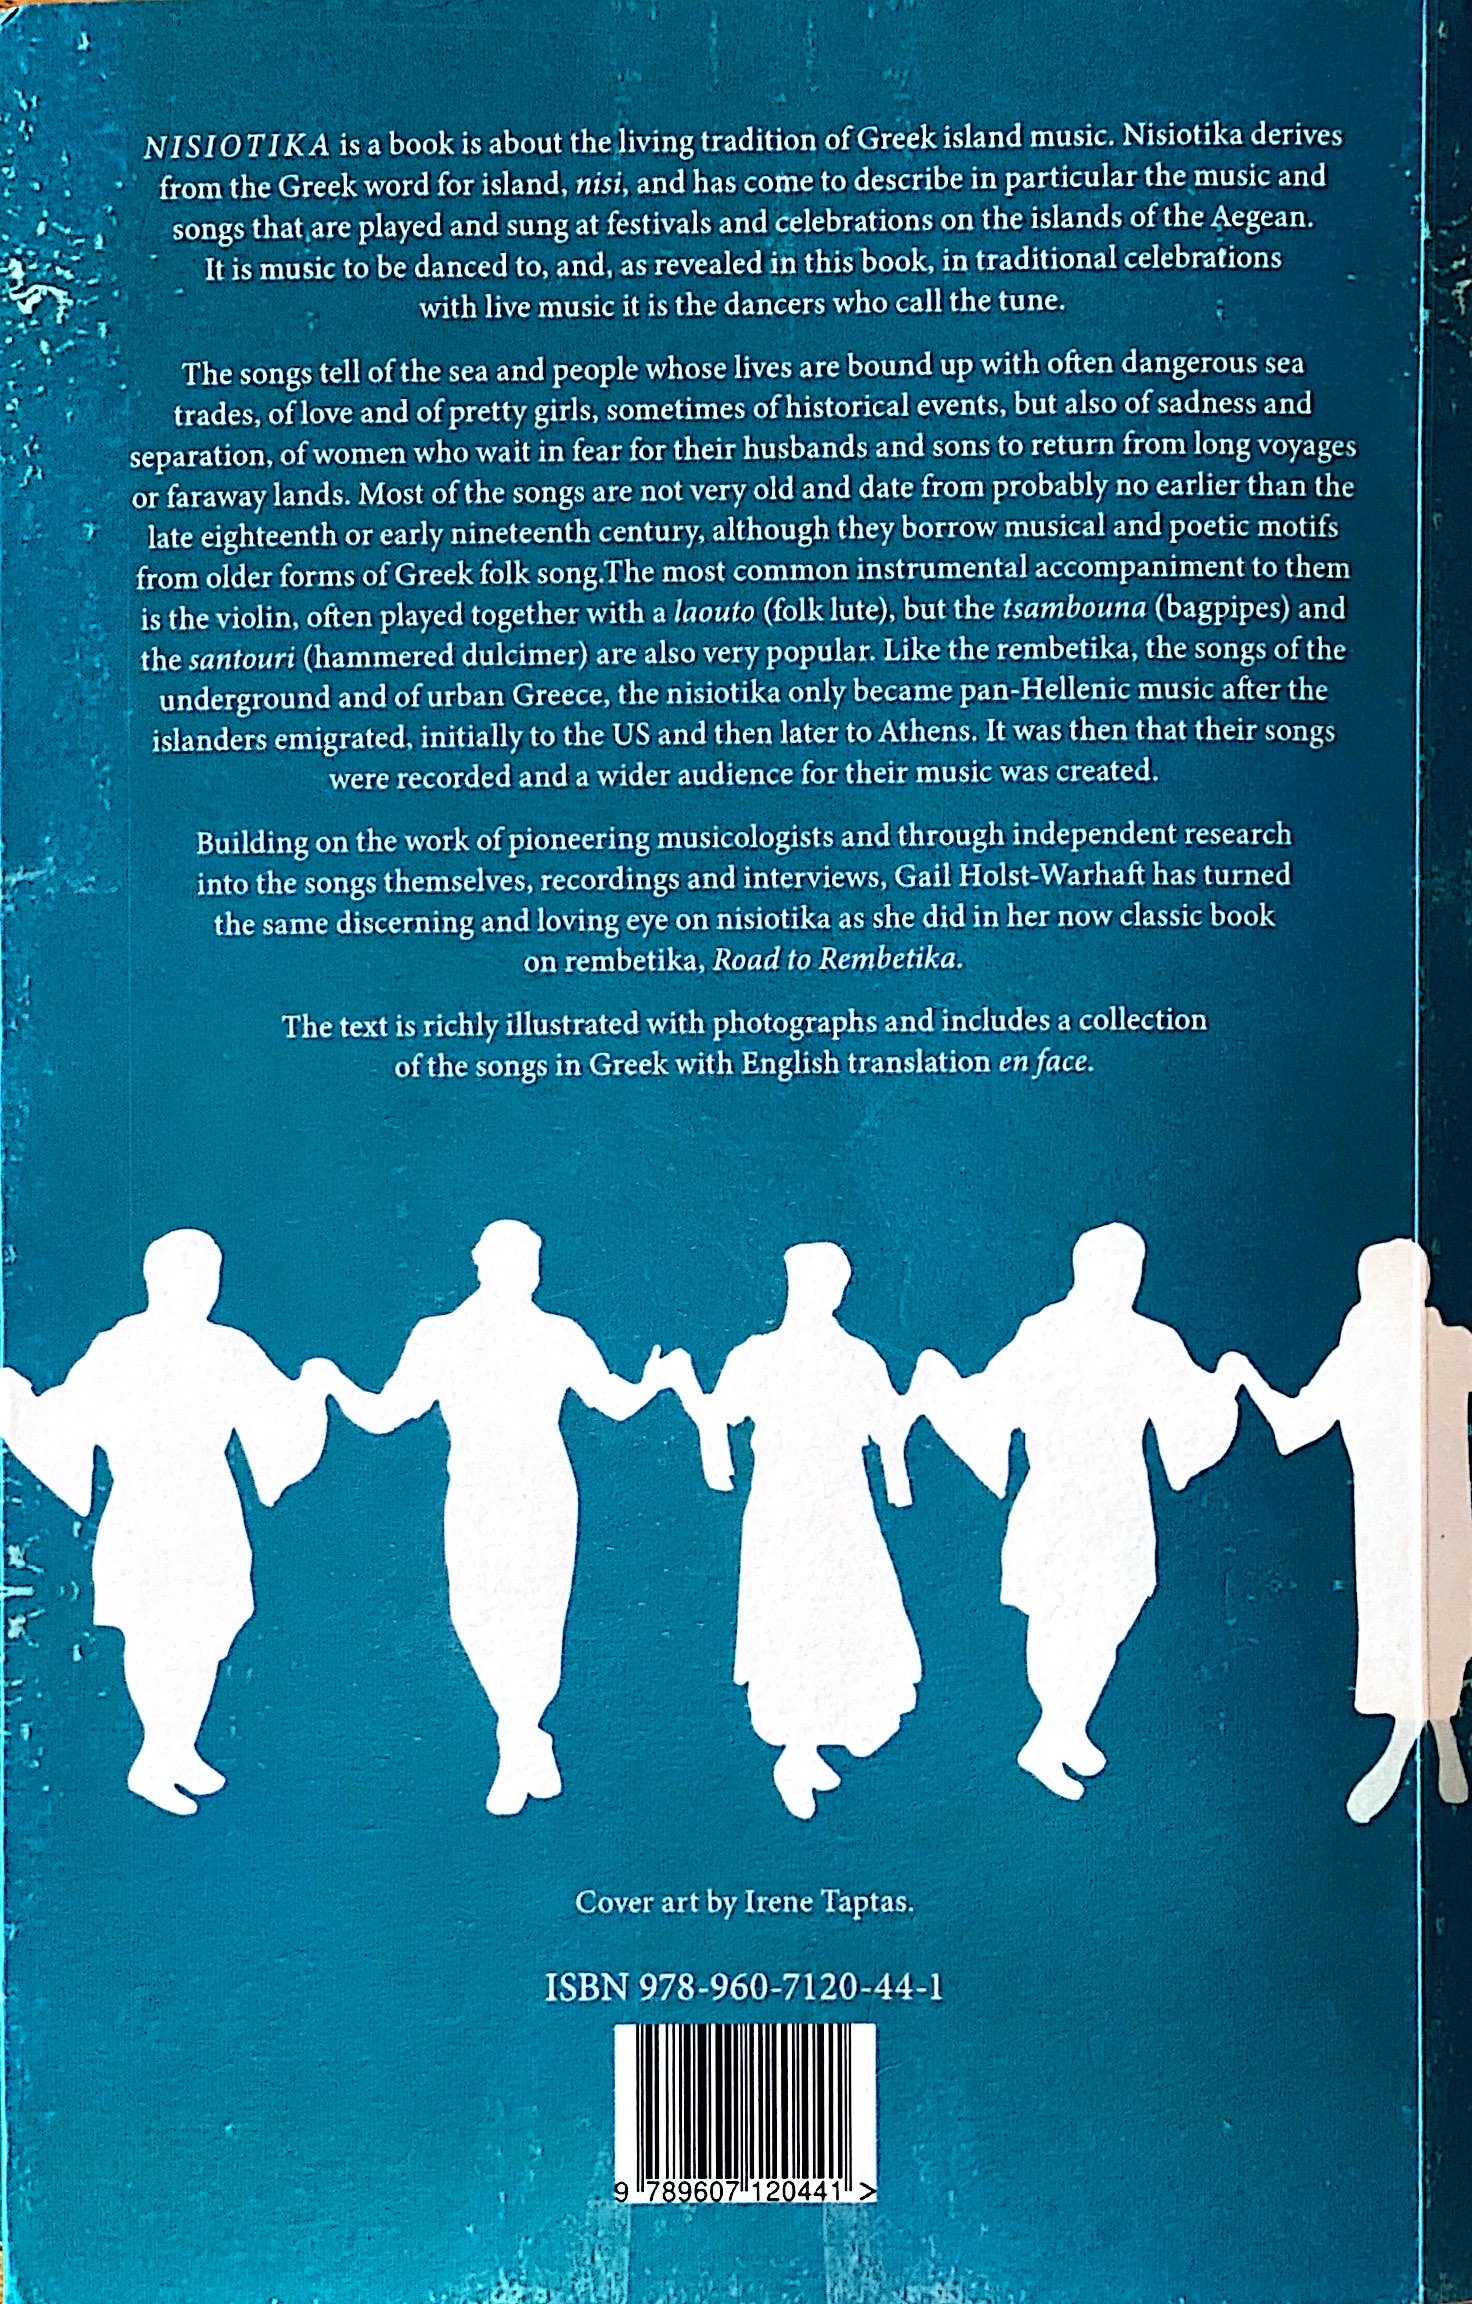 NISIOTIKA is a book is about the living tradition of Greek island music. Nisiotika derives
from the Greek word for island, nisi, and has come to describe in particular the music and
songs that are played and sung at festivals and celebrations on the islands of the Aegean.
It is music to be danced to, and, as revealed in this book, in traditional celebrations
with live music it is the dancers who call the tune.
The songs tell of the sea and people whose lives are bound up with often dangerous sea
trades, of love and of pretty girls, sometimes of historical events, but also of sadness and
separation, of women who wait in fear for their husbands and sons to return from long voyages
or faraway lands. Most of the songs are not very old and date from probably no earlier than the
late eighteenth or early nineteenth century, although they borrow musical and poetic motifs
from older forms of Greek folk song.The most common instrumental accompaniment to them
is the violin, often played together with a laouto (folk lute), but the tsambouna (bagpipes) and
the santouri (hammered dulcimer) are also very popular. Like the rembetika, the songs of the
underground and of urban Greece, the nisiotika only became pan-Hellenic music after the
islanders emigrated, initially to the US and then later to Athens. It was then that their songs
were recorded and a wider audience for their music was created.
Building on the work of pioneering musicologists and through independent research
into the songs themselves, recordings and interviews, Gail Holst-Warhaft has turned
the same discerning and loving eye on nisiotika as she did in her now classic book
on rembetika, Road to Rembetika.
The text is richly illustrated with photographs and includes a collection
of the songs in Greek with English translation en face.
Cover art by Irene Taptas.
ISBN 978-960-7120-44-1
9 789607 120441 >